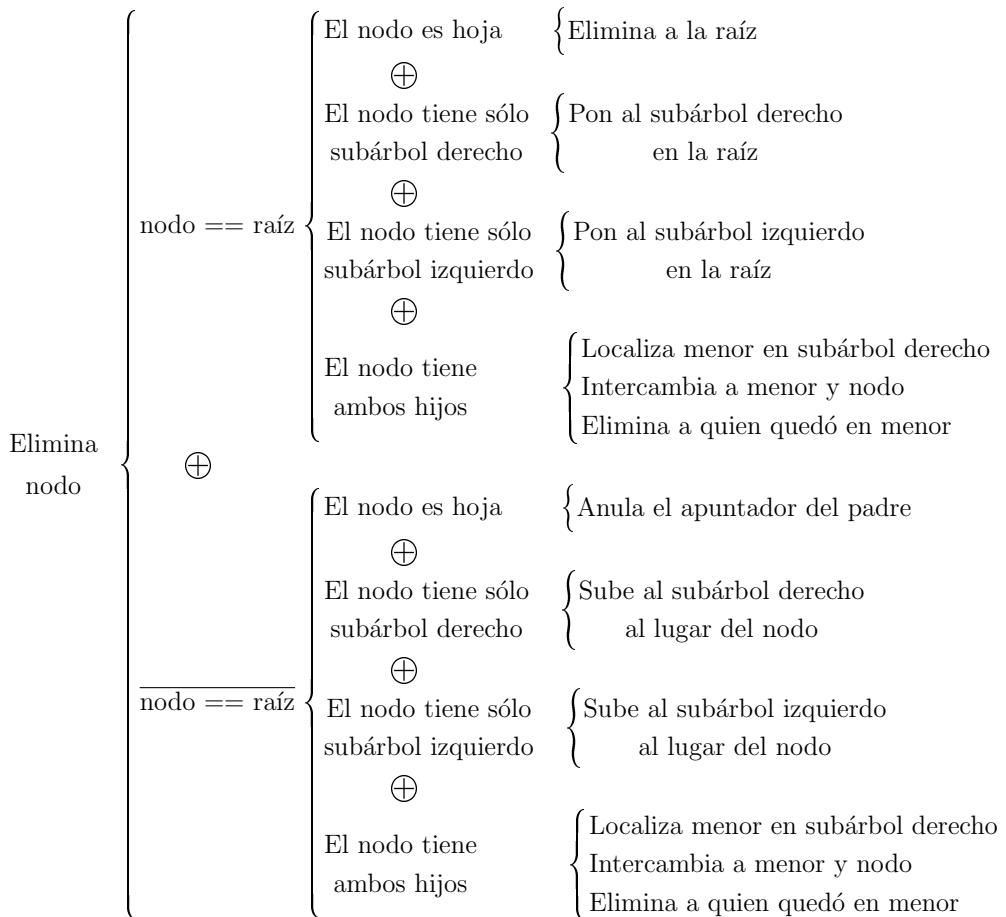 Elimina
nodo
nodo == raíz
El nodo es hoja
Elimina a la raíz
⊕
El nodo tiene sólo
subárbol derecho
Pon al subárbol derecho
en la raíz
⊕
El nodo tiene sólo
subárbol izquierdo
Pon al subárbol izquierdo
en la raíz
⊕
El nodo tiene
ambos hijos
Localiza menor en subárbol derecho
Intercambia a menor y nodo
Elimina a quien quedó en menor
⊕
nodo == raíz
El nodo es hoja
Anula el apuntador del padre
⊕
El nodo tiene sólo
subárbol derecho
Sube al subárbol derecho
al lugar del nodo
⊕
El nodo tiene sólo
subárbol izquierdo
Sube al subárbol izquierdo
al lugar del nodo
⊕
El nodo tiene
ambos hijos
Localiza menor en subárbol derecho
Intercambia a menor y nodo
Elimina a quien quedó en menor